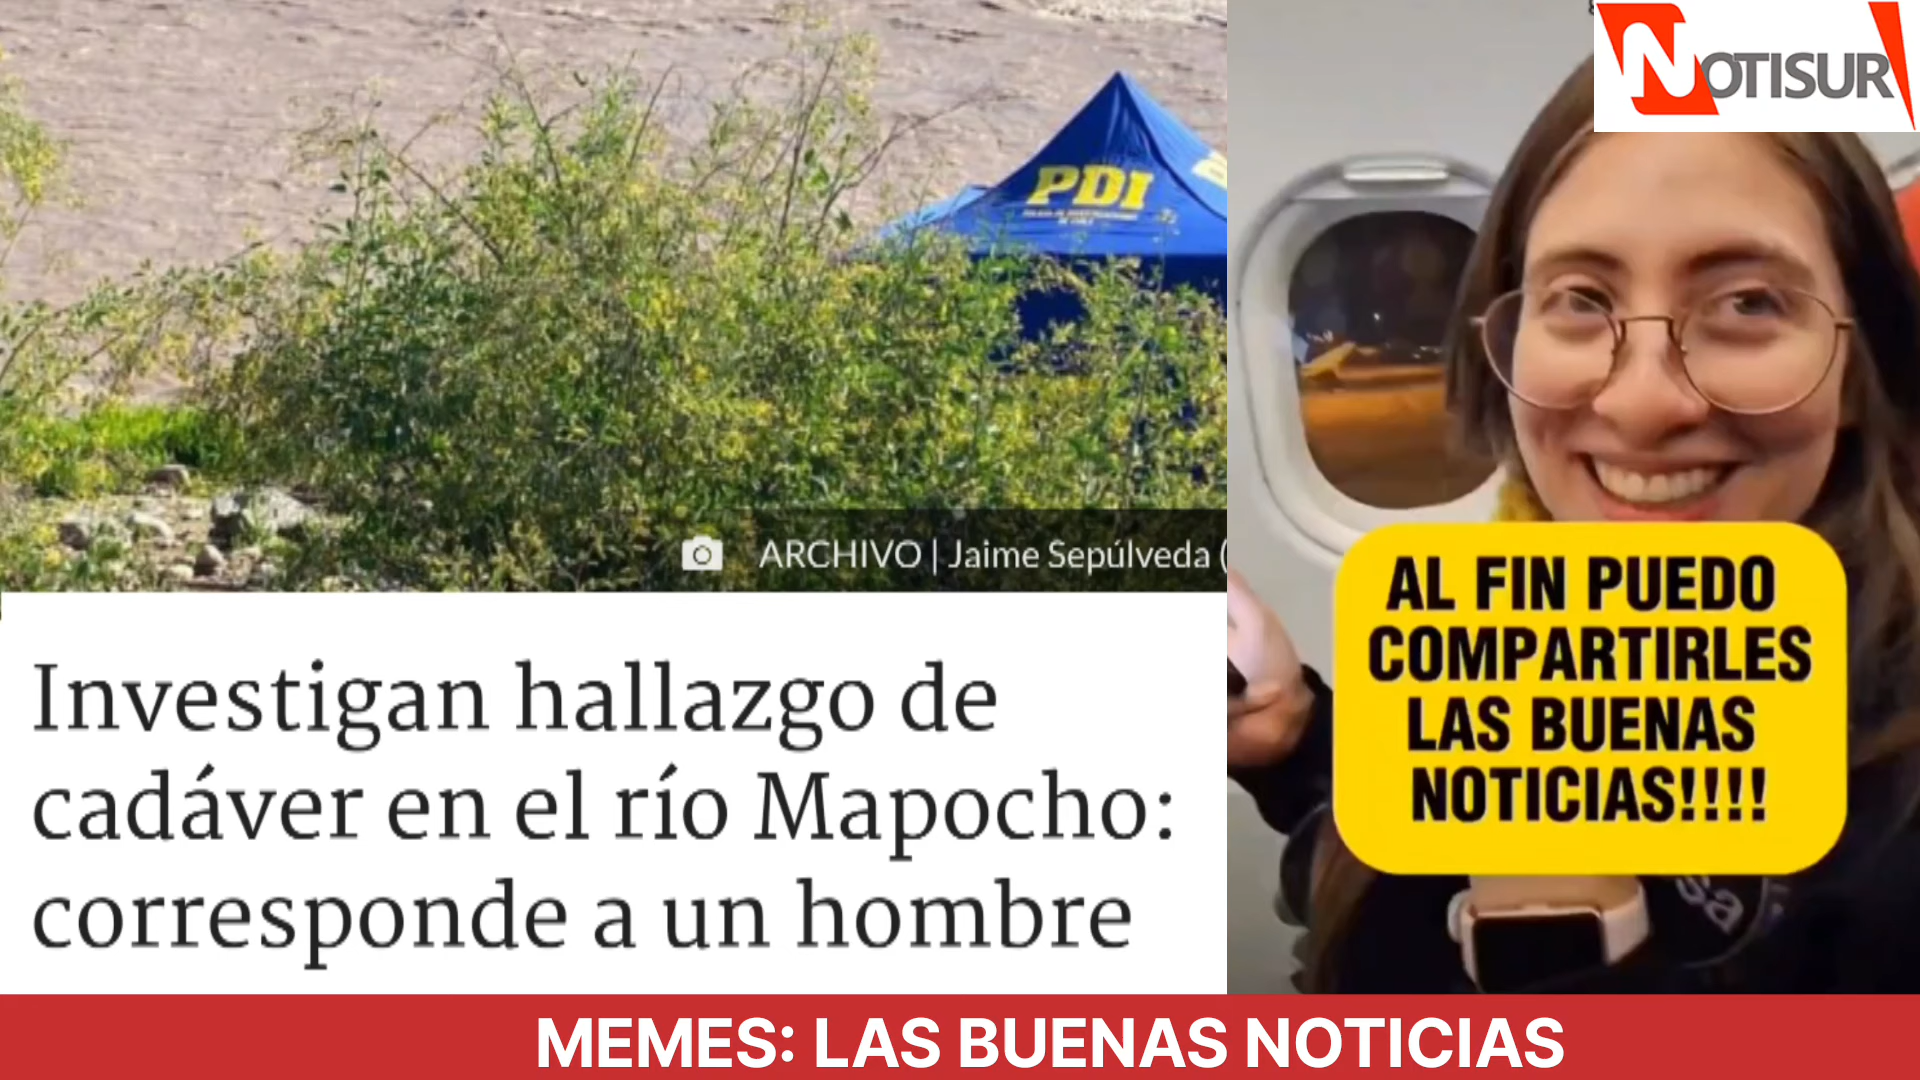 NOTISUR
PDI
ARCHIVO | Jaime Sepúlveda (
AL FIN PUEDO
COMPARTIRLES
LAS BUENAS
NOTICIAS!!!!
Investigan hallazgo de
cadáver en el río Mapocho:
corresponde a un hombre
sa
MEMES: LAS BUENAS NOTICIAS